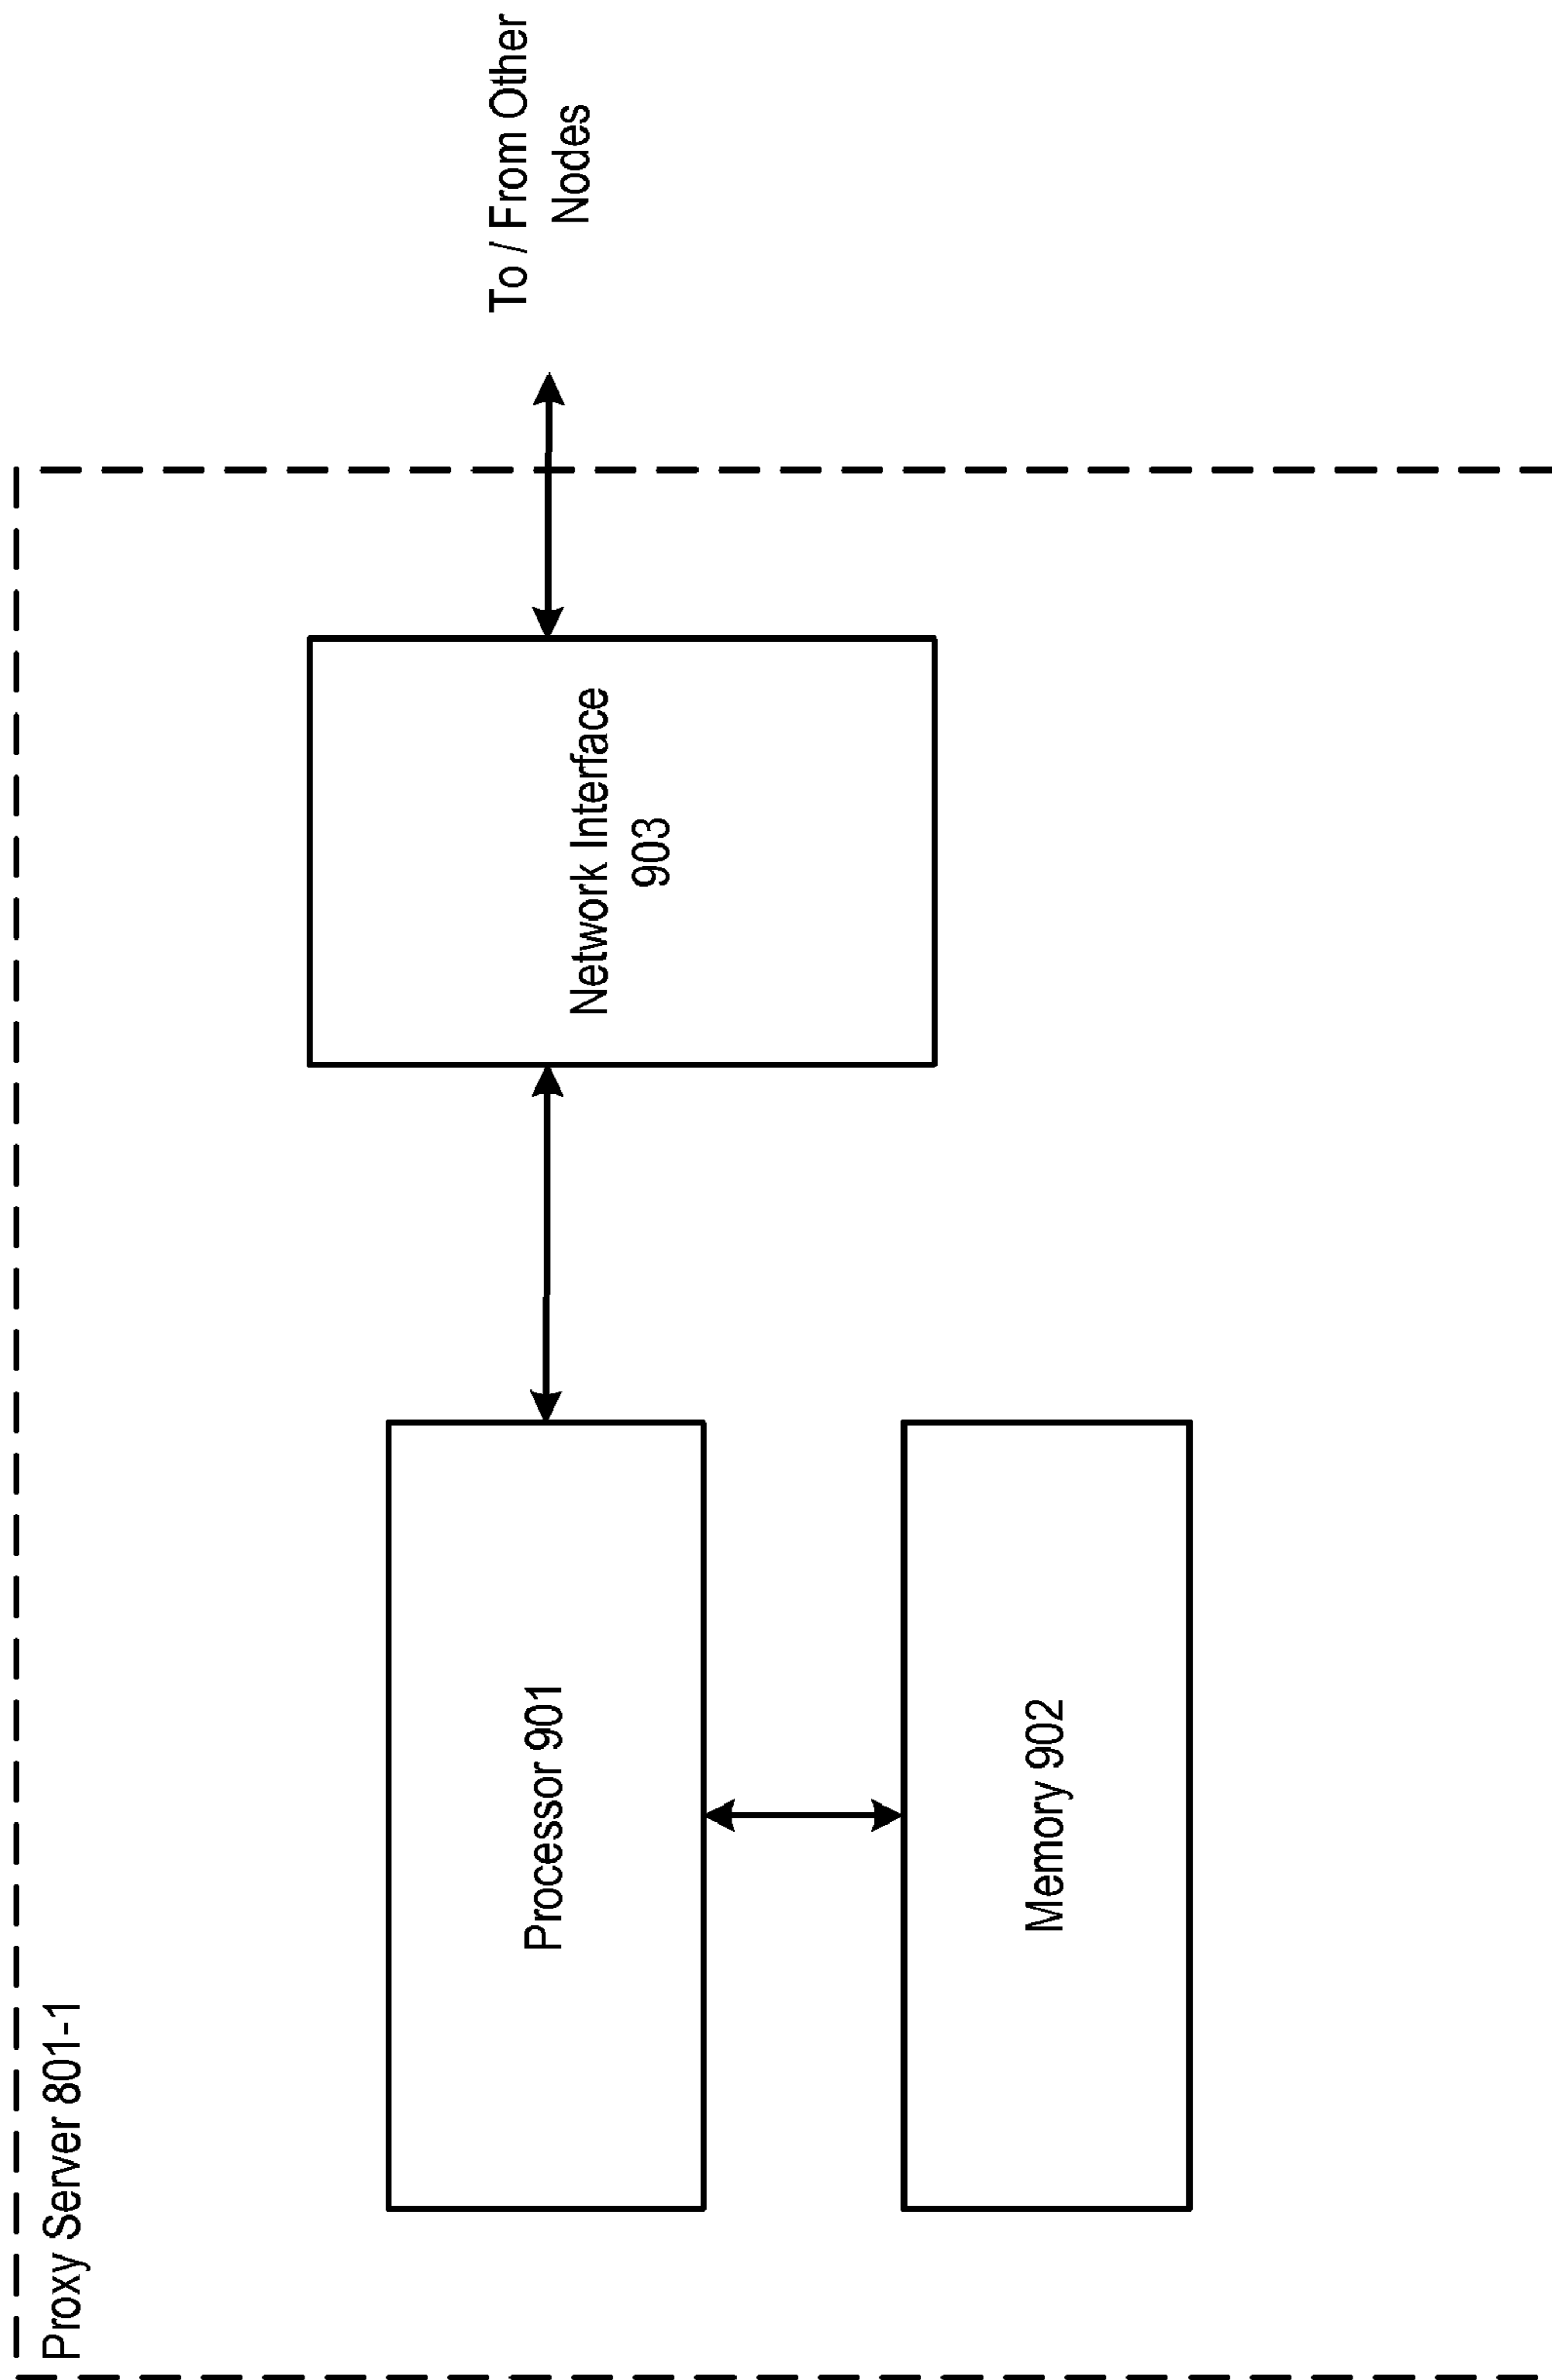 Proxy Server 801-1
Processor 901
Memory 902
Network Interface
903
To / From Other
Nodes